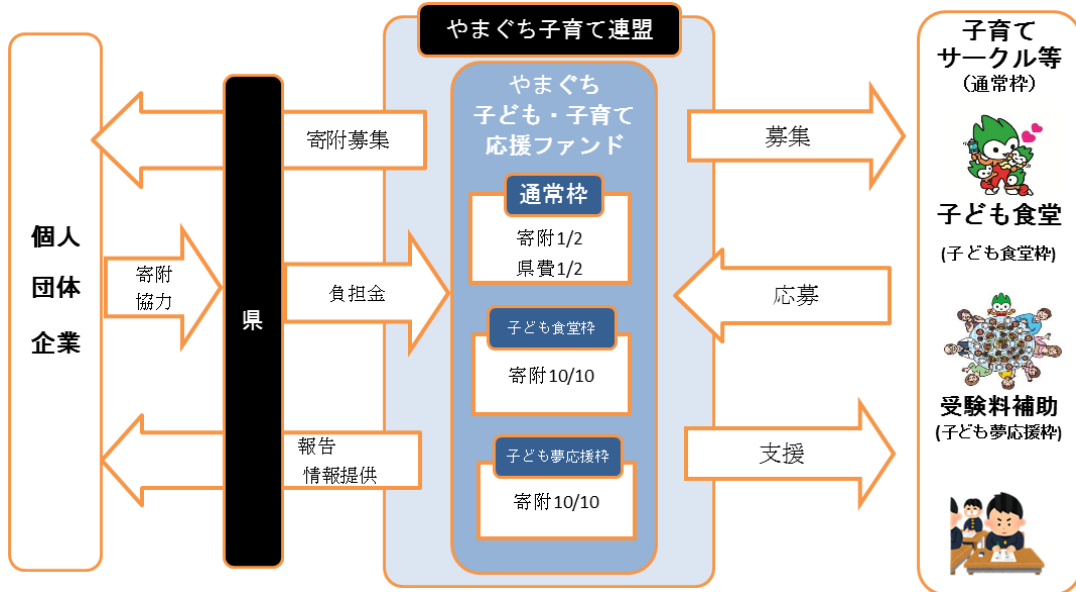 やまぐち子育て連盟
個人
団体
企業
県
寄附募集
寄附
協力
負担金
報告
情報提供
やまぐち
子ども・子育て
応援ファンド
通常枠
寄附1/2
県費1/2
子ども食堂枠
寄附10/10
子ども夢応援枠
寄附10/10
募集
応募
支援
子育て
サークル等
(通常枠)
子ども食堂
(子ども食堂枠)
受験料補助
(子ども夢応援枠)